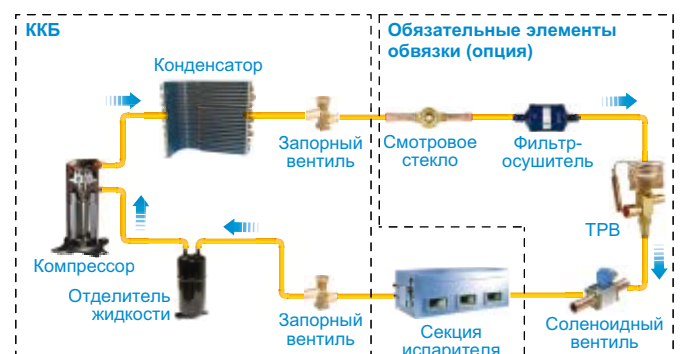 ККБ
Обязательные элементы
обвязки (опция)
Конденсатор
Запорный
вентиль
Смотровое
стекло
Фильтр-
осушитель
ТРВ
Компрессор
Отделитель
жидкости
Запорный
вентиль
Секция
испарителя
Соленоидный
вентиль